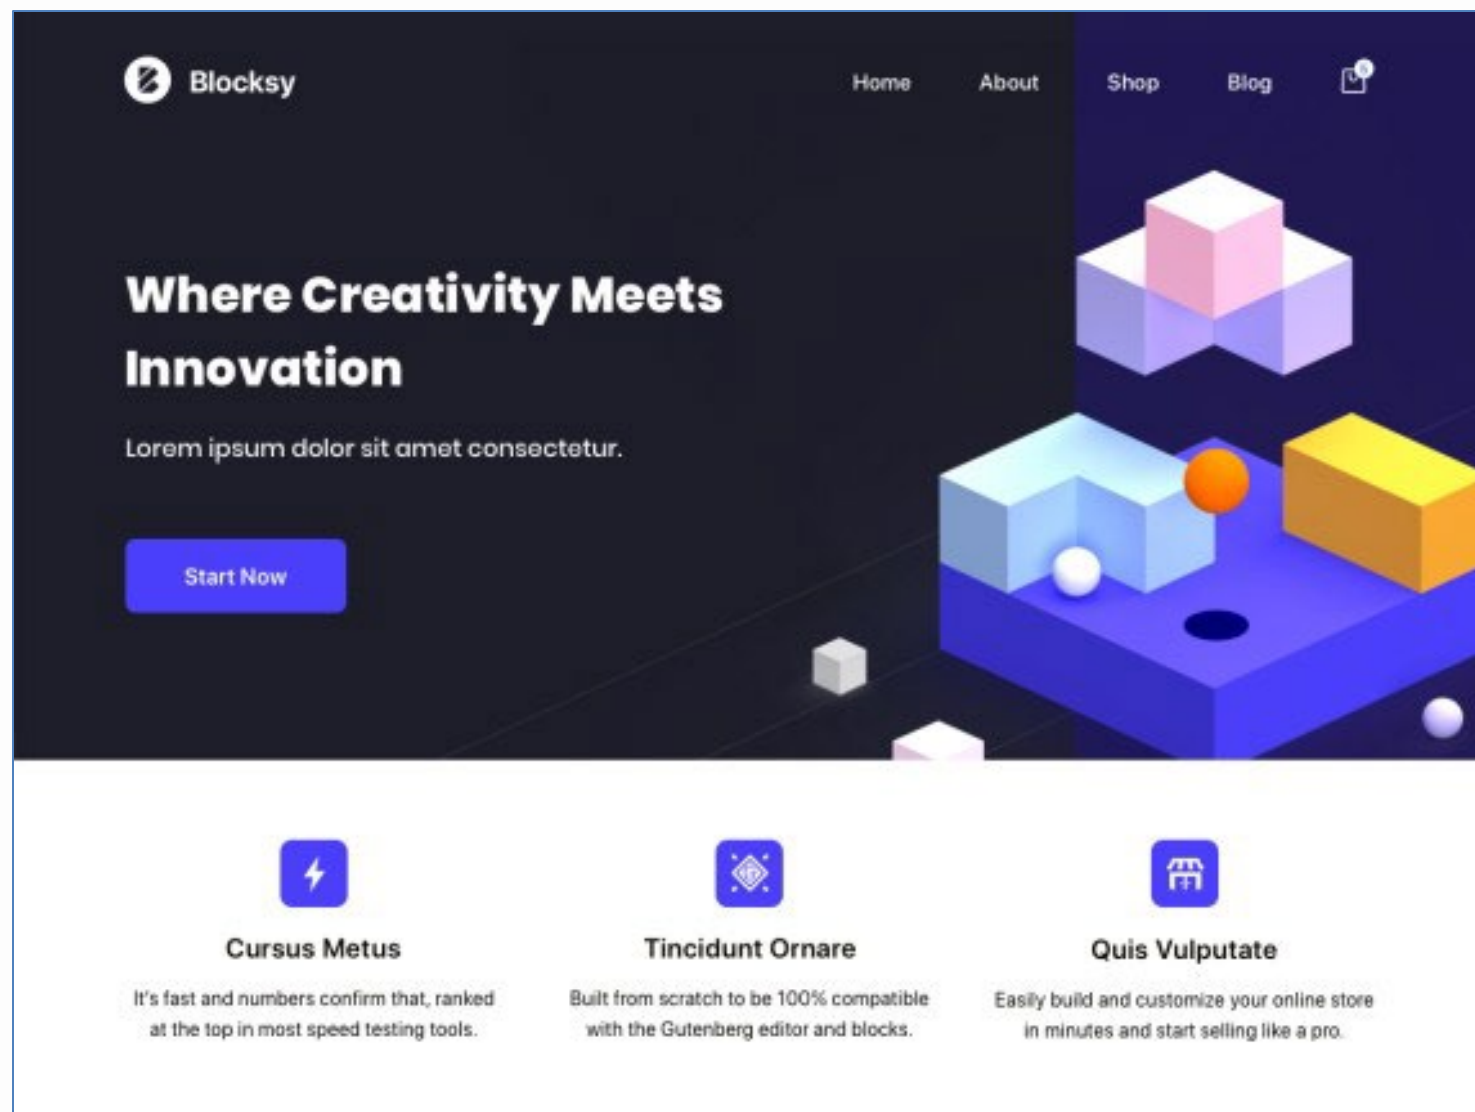 Blocksy
Home About Shop Blog
Where Creativity Meets
Innovation
Lorem ipsum dolor sit amet consectetur.
Start Now
Cursus Metus
It's fast and numbers confirm that, ranked
at the top in most speed testing tools.
Tincidunt Ornare
Built from scratch to be 100% compatible
with the Gutenberg editor and blocks.
Quis Vulputate
Easily build and customize your online store
in minutes and start selling like a pro.